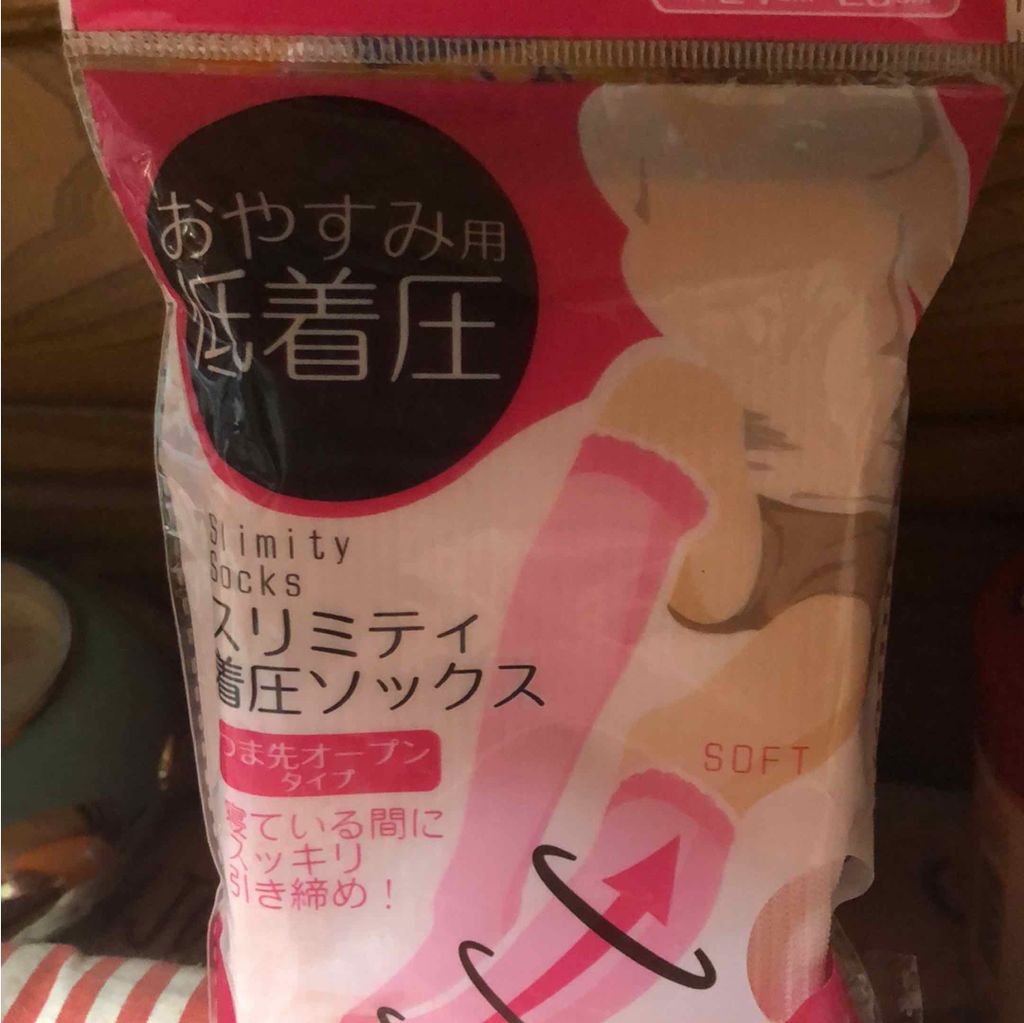 おやすみ用
低着圧
Slimity
Socks
スリミティ
着圧ソックス
つま先オープン
タイプ
SOFT
寝ている間に
スッキリ
引き締め！